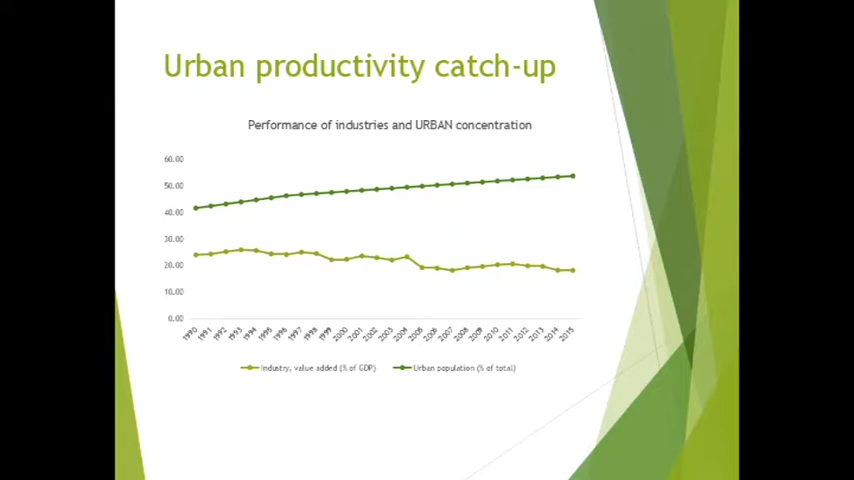 Urban productivity catch-up
Performance of industries and URBAN concentration
60.00
50.00
40.00
30.00
20.00
10.00
0.00
1990 1991 1992 1993 1994 1995 1996 1997 1998 1999 2000 2001 2002 2003 2004 2005 2006 2007 2008 2009 2010 2011 2012 2013 2014 2015
Industry, value added (% of GDP) Urban population (% of total)